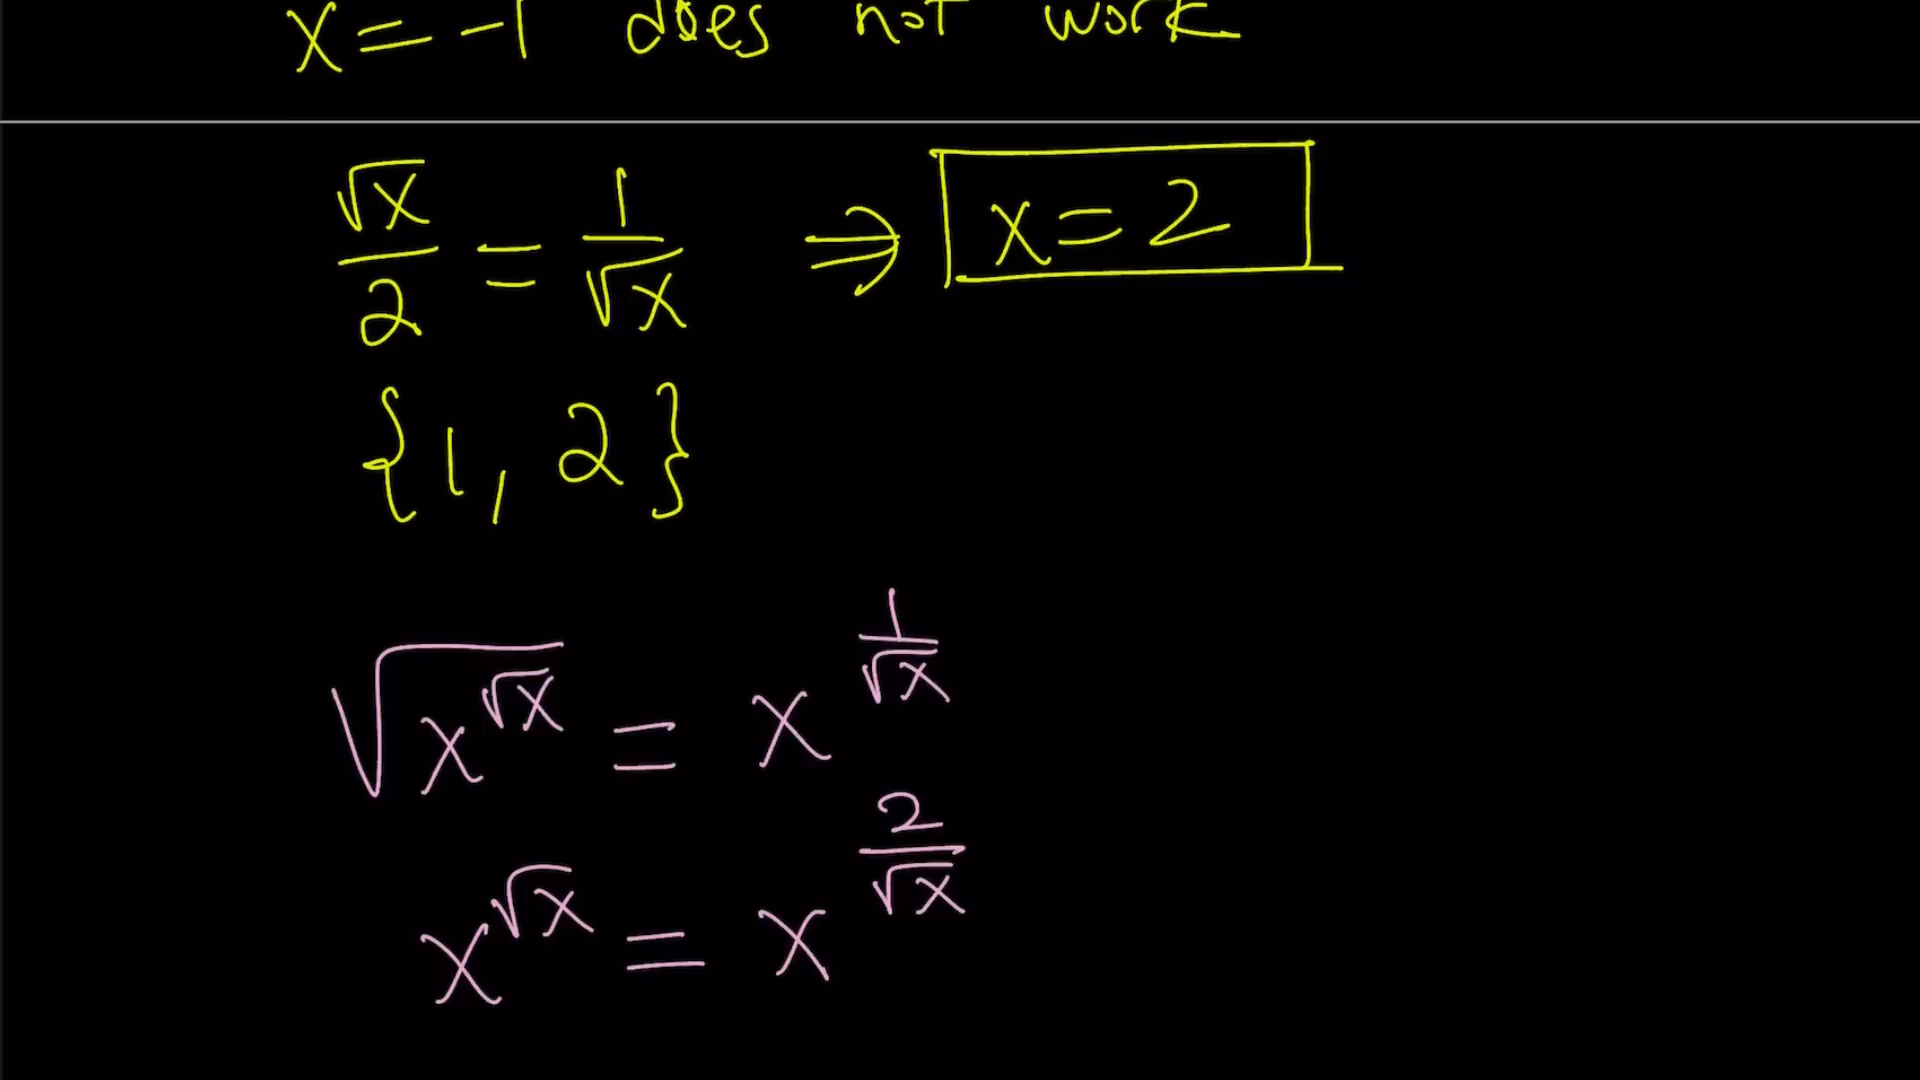 x = -1 does not work
√x/2 = 1/√x ⇒ x = 2
{1, 2}
√(x^√x) = x^(1/√x)
x^√x = x^(2/√x)